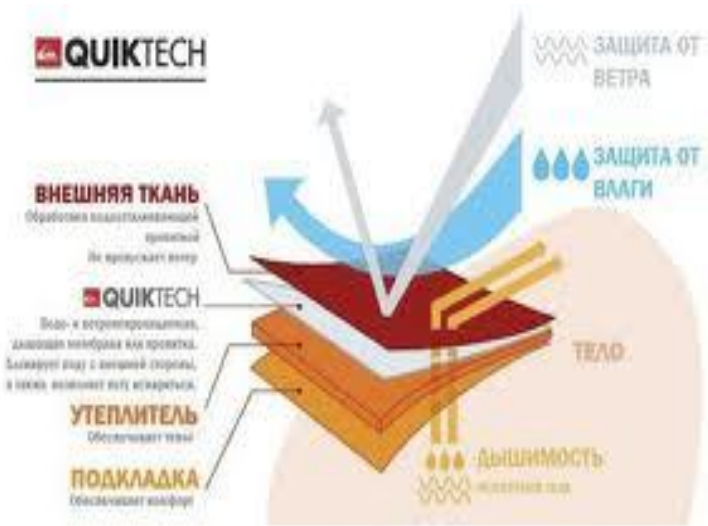 QUIKTECH
ЗАЩИТА ОТ
ВЕТРА
ЗАЩИТА ОТ
ВЛАГИ
ВНЕШНЯЯ ТКАНЬ
Обработана водоотталкивающей
пропиткой
Не пропускает ветер
QUIKTECH
Водо- и ветронепроницаемая,
дышащая мембрана или пропитка.
Блокирует воду с внешней стороны,
а также позволяет поту испаряться.
ТЕЛО
УТЕПЛИТЕЛЬ
Обеспечивает тепло
ДЫШИМОСТЬ
ПОДКЛАДКА
Обеспечивает комфорт